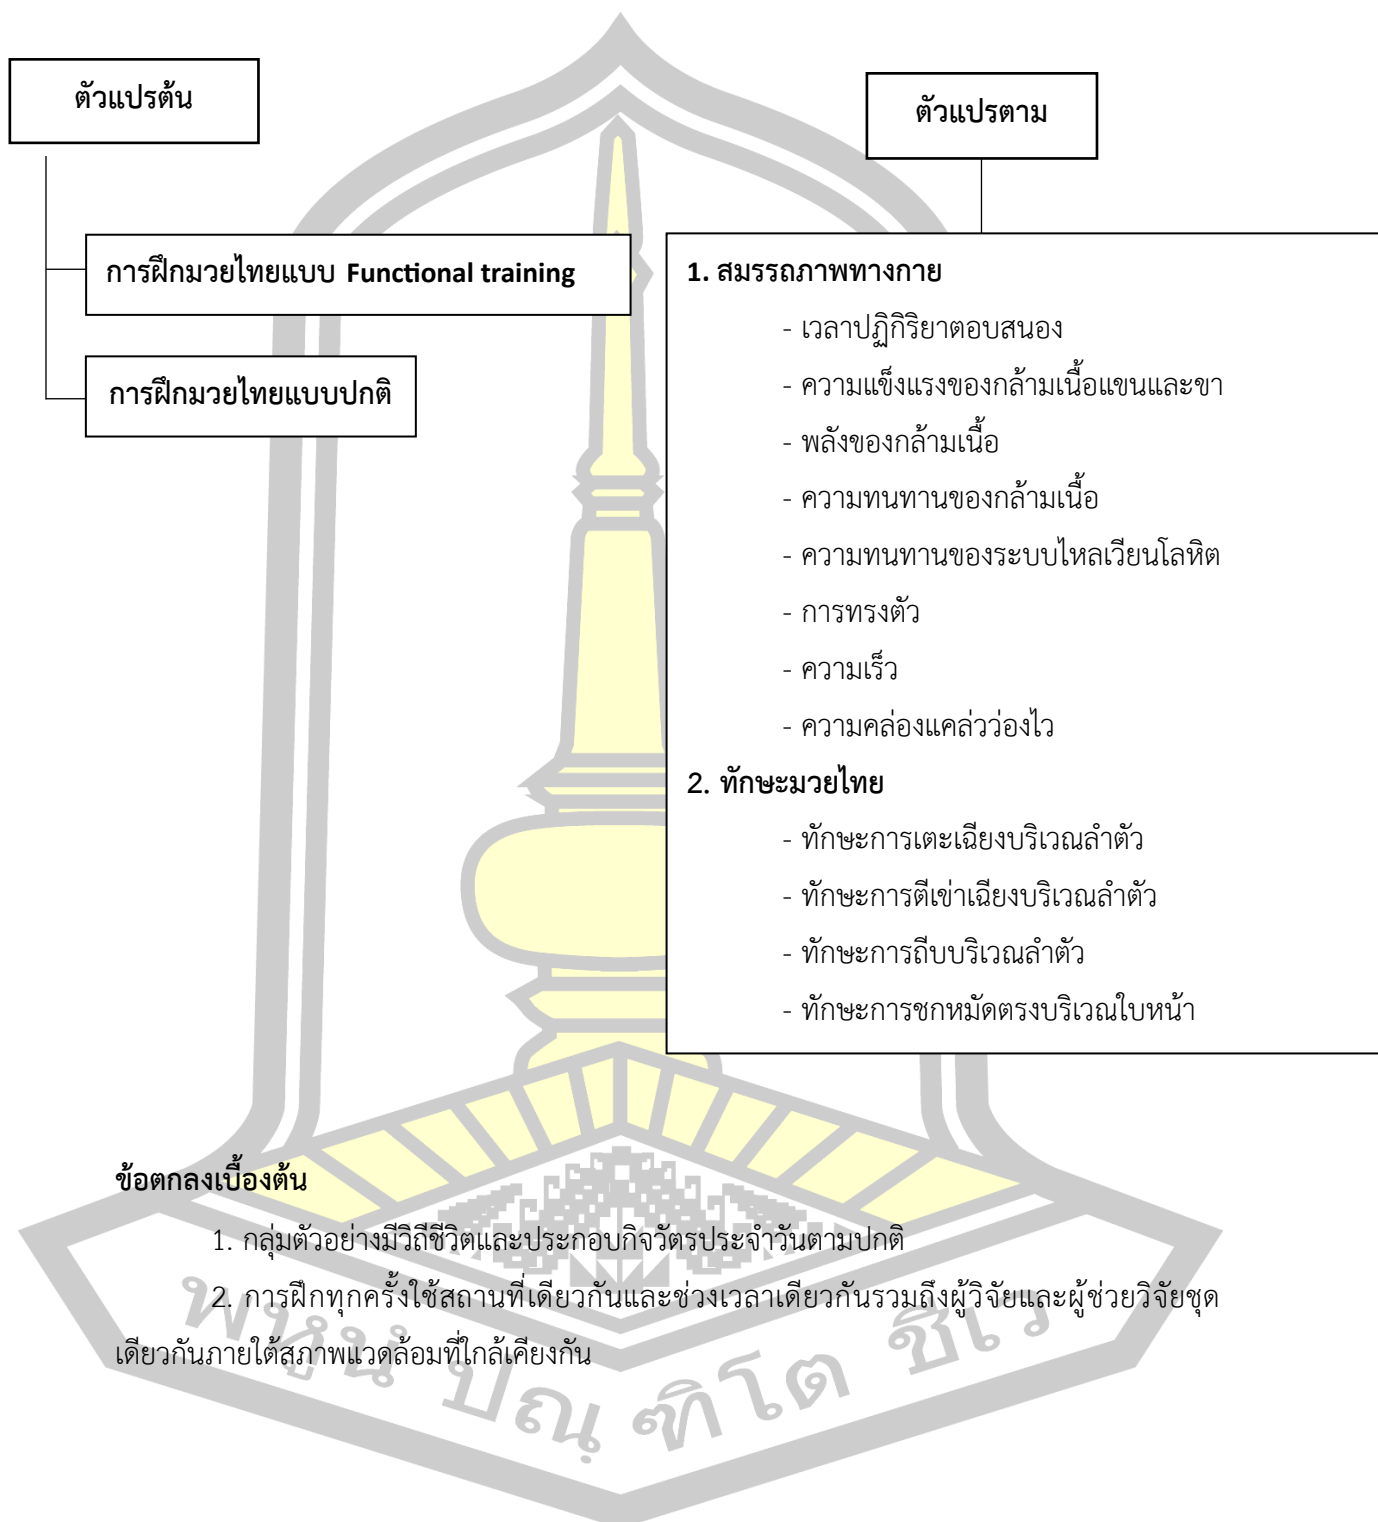 ตัวแปรต้น
การฝึกมวยไทยแบบ Functional training
การฝึกมวยไทยแบบปกติ
ตัวแปรตาม
1. สมรรถภาพทางกาย
- เวลาปฏิกิริยาตอบสนอง
- ความแข็งแรงของกล้ามเนื้อแขนและขา
- พลังของกล้ามเนื้อ
- ความทนทานของกล้ามเนื้อ
- ความทนทานของระบบไหลเวียนโลหิต
- การทรงตัว
- ความเร็ว
- ความคล่องแคล่วว่องไว
2. ทักษะมวยไทย
- ทักษะการเตะเฉียงบริเวณลำตัว
- ทักษะการตีเข่าเฉียงบริเวณลำตัว
- ทักษะการถีบบริเวณลำตัว
- ทักษะการชกหมัดตรงบริเวณใบหน้า
ข้อตกลงเบื้องต้น
1. กลุ่มตัวอย่างมีวิถีชีวิตและประกอบกิจวัตรประจำวันตามปกติ
2. การฝึกทุกครั้งใช้สถานที่เดียวกันและช่วงเวลาเดียวกันรวมถึงผู้วิจัยและผู้ช่วยวิจัยชุด
เดียวกันภายใต้สภาพแวดล้อมที่ใกล้เคียงกัน
พหูนํ ปณฺฑิโต ชีเว